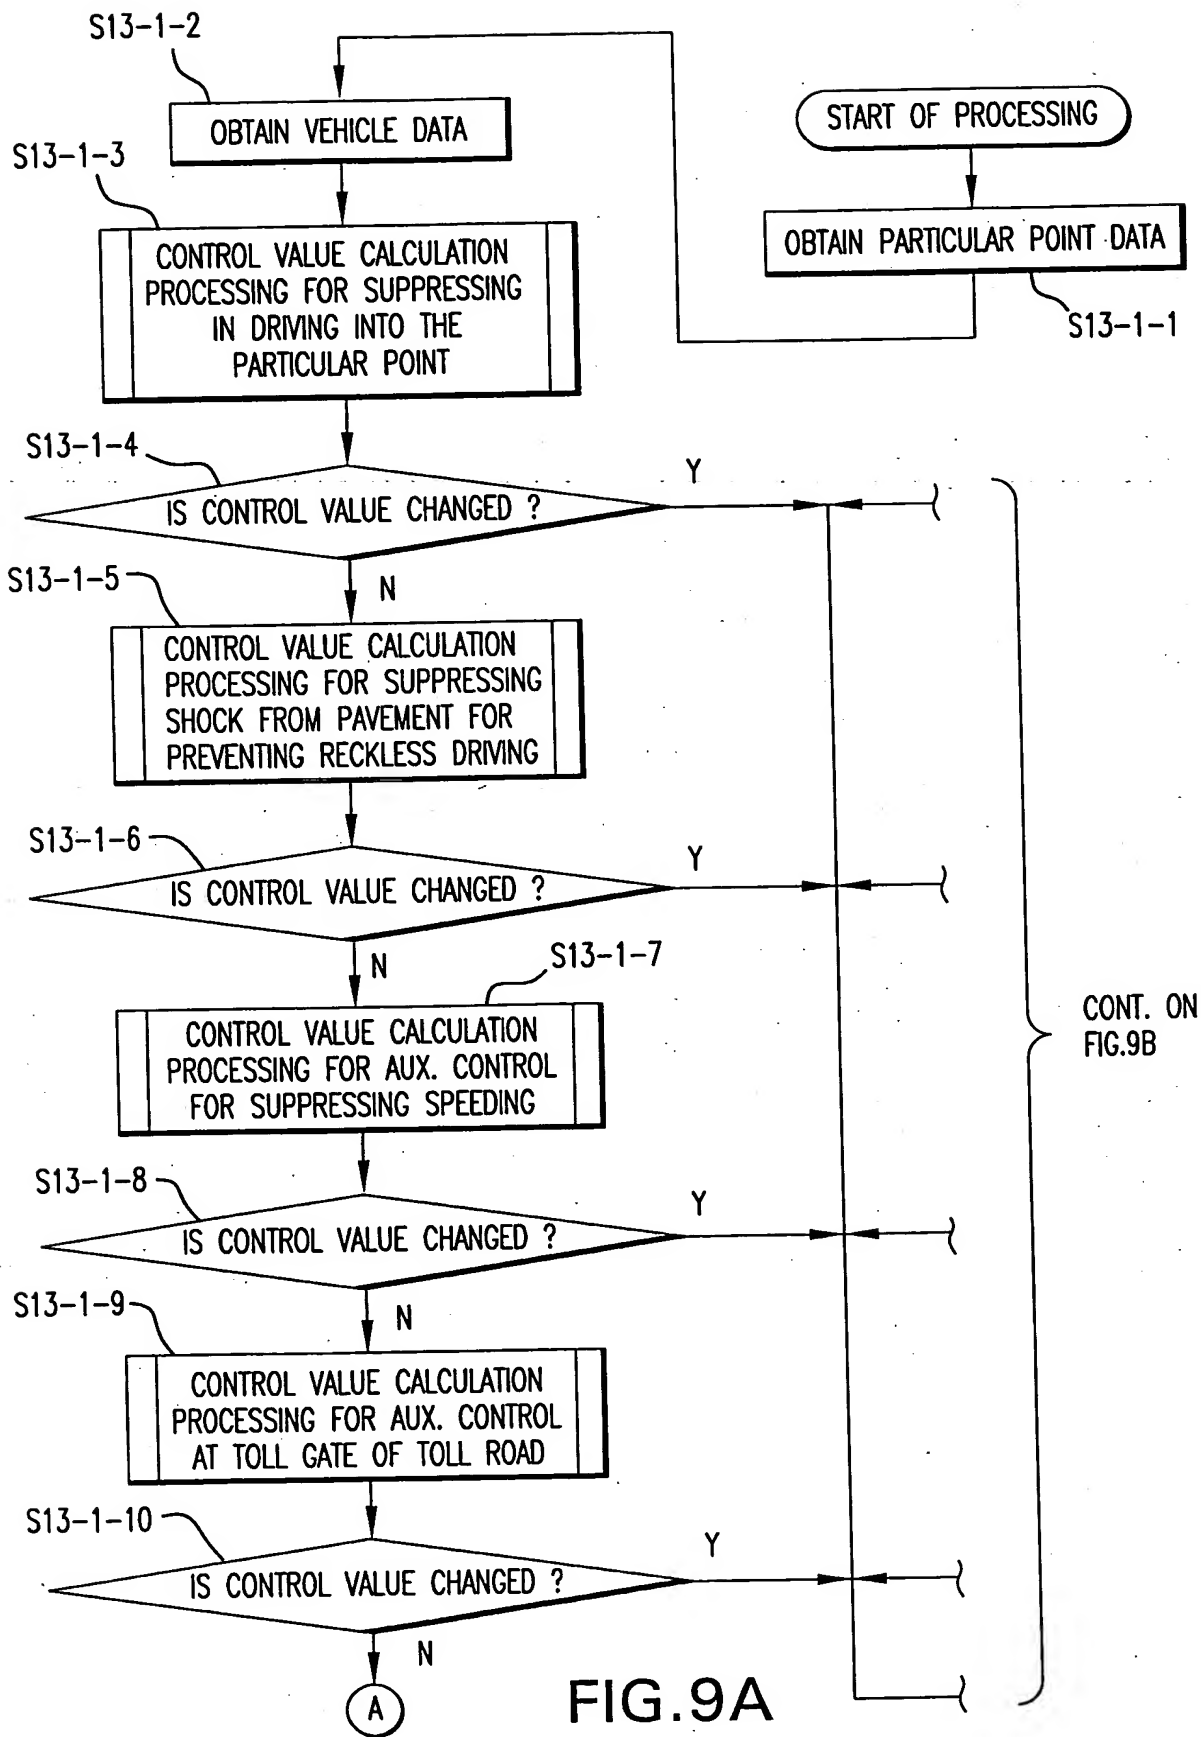 S13-1-2
OBTAIN VEHICLE DATA
START OF PROCESSING
OBTAIN PARTICULAR POINT DATA
S13-1-1
S13-1-3
CONTROL VALUE CALCULATION
PROCESSING FOR SUPPRESSING
IN DRIVING INTO THE
PARTICULAR POINT
S13-1-4
IS CONTROL VALUE CHANGED ?
Y
N
S13-1-5
CONTROL VALUE CALCULATION
PROCESSING FOR SUPPRESSING
SHOCK FROM PAVEMENT FOR
PREVENTING RECKLESS DRIVING
S13-1-6
IS CONTROL VALUE CHANGED ?
Y
N
S13-1-7
CONTROL VALUE CALCULATION
PROCESSING FOR AUX. CONTROL
FOR SUPPRESSING SPEEDING
CONT. ON
FIG.9B
S13-1-8
IS CONTROL VALUE CHANGED ?
Y
N
S13-1-9
CONTROL VALUE CALCULATION
PROCESSING FOR AUX. CONTROL
AT TOLL GATE OF TOLL ROAD
S13-1-10
IS CONTROL VALUE CHANGED ?
Y
N
A
FIG.9A